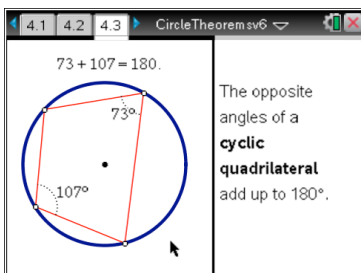 4.1 4.2 4.3 CircleTheoremsv6
73 + 107 = 180.
73°
107°
The opposite
angles of a
cyclic
quadrilateral
add up to 180°.